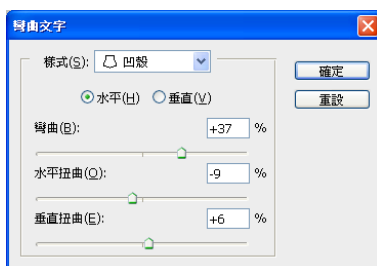 彎曲文字
樣式(S): 凹殼
確定
水平(H) 垂直(V)
重設
彎曲(B): +37 %
水平扭曲(O): -9 %
垂直扭曲(E): +6 %